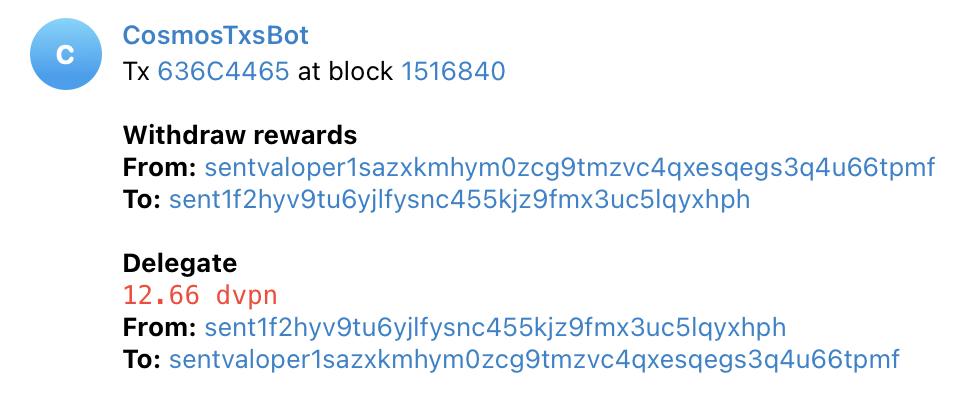 C
CosmosTxsBot
Tx 636C4465 at block 1516840
Withdraw rewards
From: sentvaloper1sazxkmhym0zcg9tmzvc4qxesqegs3q4u66tpmf
To: sent1f2hyv9tu6yjlfysnc455kjz9fmx3uc5lqyxhph
Delegate
12.66 dvpn
From: sent1f2hyv9tu6yjlfysnc455kjz9fmx3uc5lqyxhph
To: sentvaloper1sazxkmhym0zcg9tmzvc4qxesqegs3q4u66tpmf